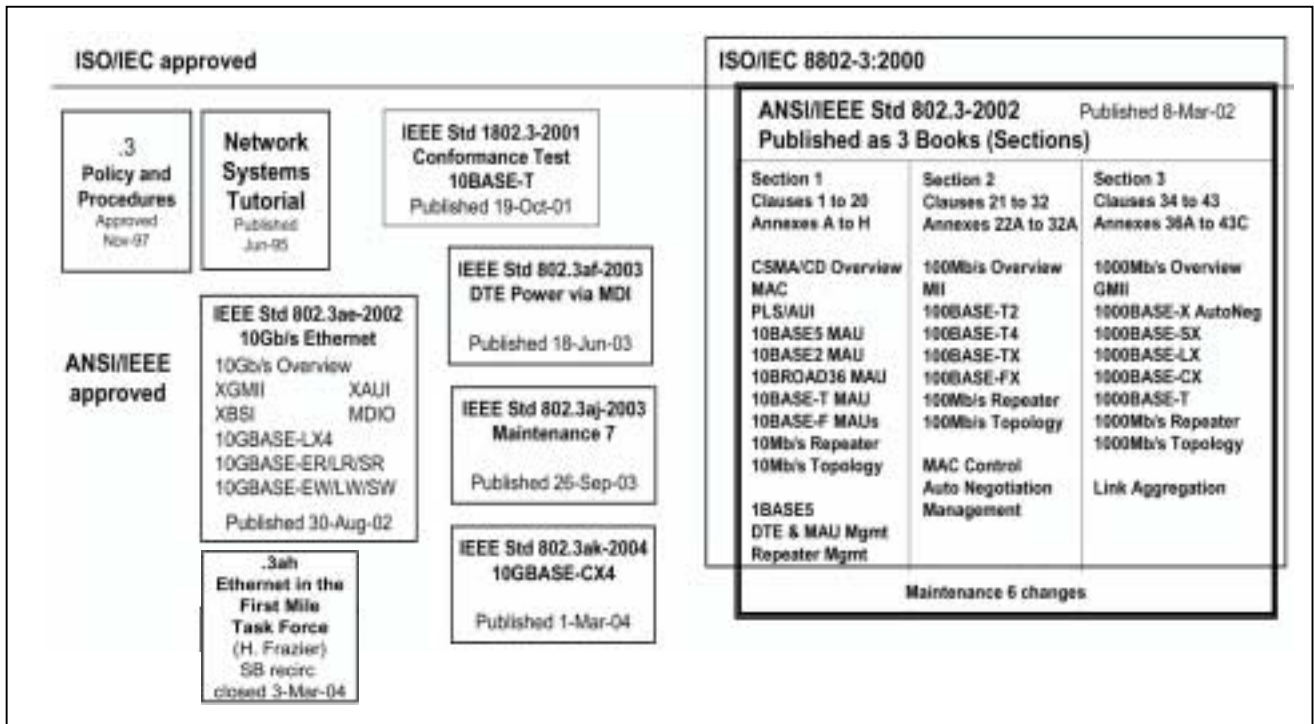 ISO/IEC approved
ISO/IEC 8802-3:2000
.3
Policy and
Procedures
Approved
Nov-97
Network
Systems
Tutorial
Published
Jun-95
IEEE Std 1802.3-2001
Conformance Test
10BASE-T
Published 19-Oct-01
ANSI/IEEE
approved
IEEE Std 802.3ae-2002
10Gb/s Ethernet
10Gb/s Overview
XGMII XAUI
XBSI MDIO
10GBASE-LX4
10GBASE-ER/LR/SR
10GBASE-EW/LW/SW
Published 30-Aug-02
.3ah
Ethernet in the
First Mile
Task Force
(H. Frazier)
SB recirc
closed 3-Mar-04
IEEE Std 802.3af-2003
DTE Power via MDI
Published 18-Jun-03
IEEE Std 802.3aj-2003
Maintenance 7
Published 26-Sep-03
IEEE Std 802.3ak-2004
10GBASE-CX4
Published 1-Mar-04
ANSI/IEEE Std 802.3-2002 Published 8-Mar-02
Published as 3 Books (Sections)
Section 1
Clauses 1 to 20
Annexes A to H
CSMA/CD Overview
MAC
PLS/AUI
10BASE5 MAU
10BASE2 MAU
10BROAD36 MAU
10BASE-T MAU
10BASE-F MAUs
10Mb/s Repeater
10Mb/s Topology
1BASE5
DTE & MAU Mgmt
Repeater Mgmt
Section 2
Clauses 21 to 32
Annexes 22A to 32A
100Mb/s Overview
MII
100BASE-T2
100BASE-T4
100BASE-TX
100BASE-FX
100Mb/s Repeater
100Mb/s Topology
MAC Control
Auto Negotiation
Management
Section 3
Clauses 34 to 43
Annexes 36A to 43C
1000Mb/s Overview
GMII
1000BASE-X AutoNeg
1000BASE-SX
1000BASE-LX
1000BASE-CX
1000BASE-T
1000Mb/s Repeater
1000Mb/s Topology
Link Aggregation
Maintenance 6 changes